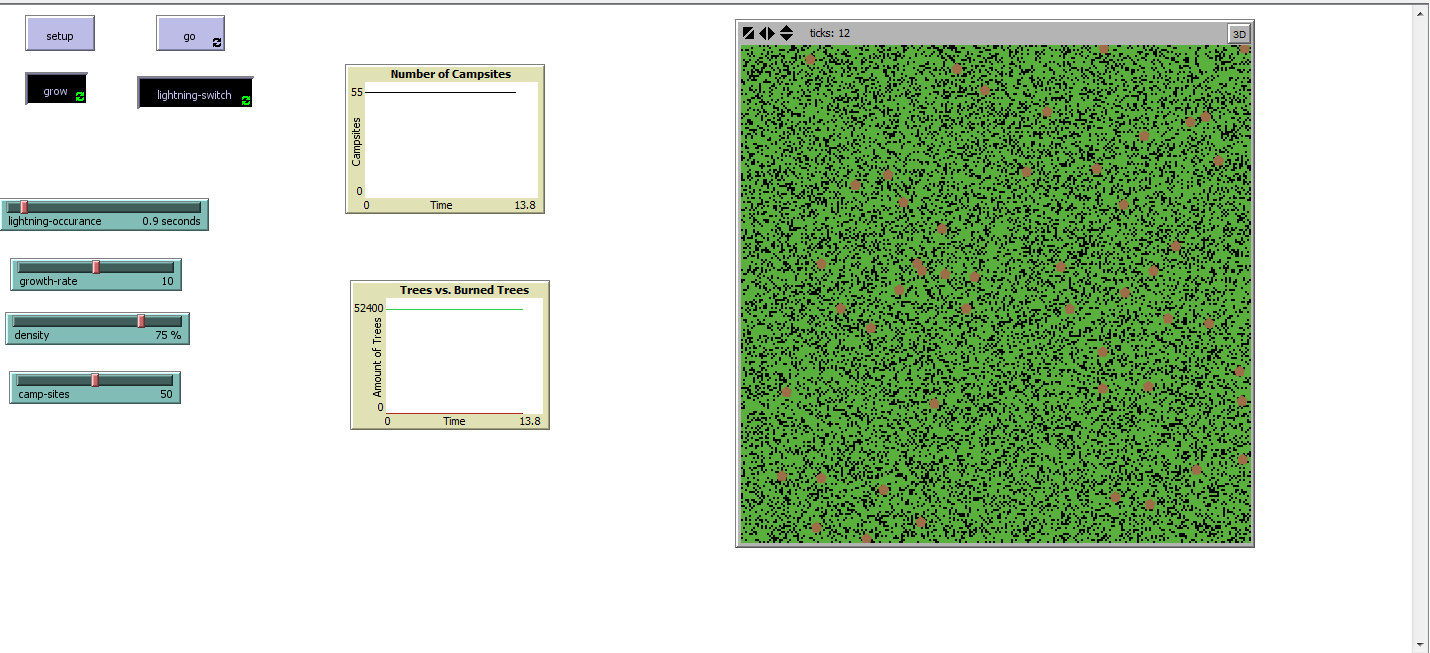 setup
go
grow
lightning-switch
lightning-occurance 0.9 seconds
growth-rate 10
density 75 %
camp-sites 50
Number of Campsites
55
Campsites
0
0 Time 13.8
Trees vs. Burned Trees
52400
Amount of Trees
0
0 Time 13.8
ticks: 12
3D